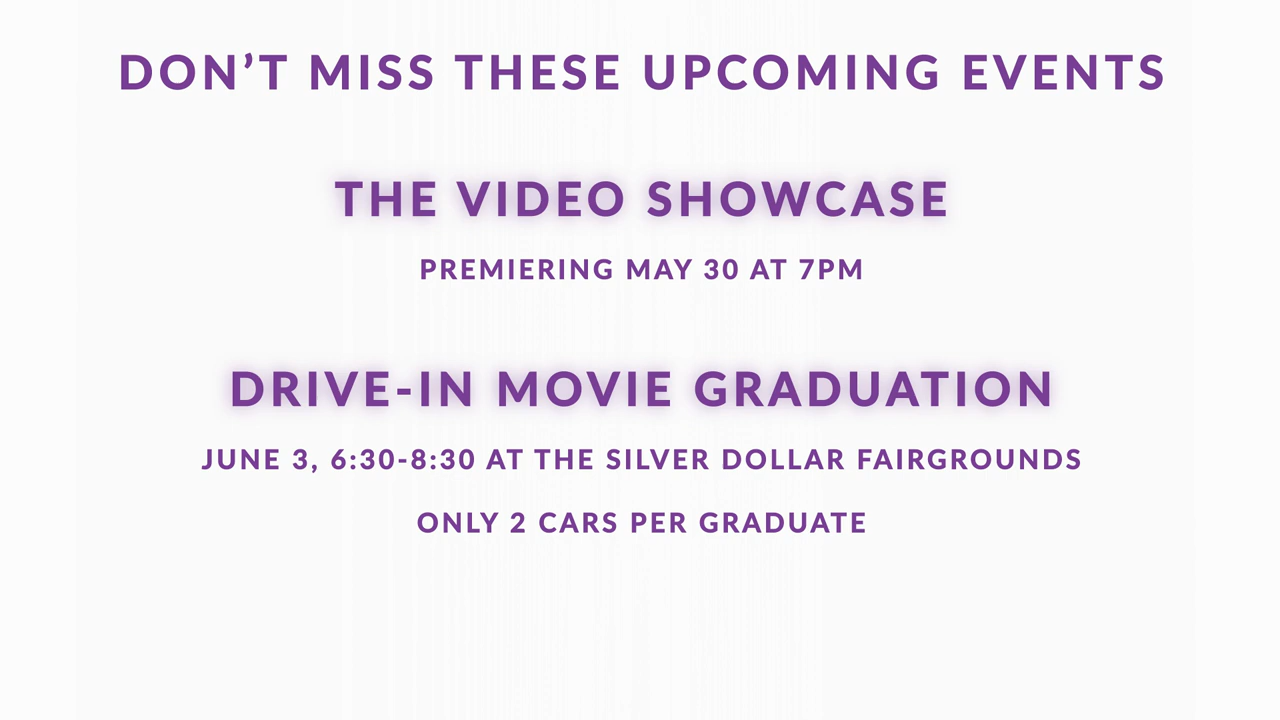 DON’T MISS THESE UPCOMING EVENTS
THE VIDEO SHOWCASE
PREMIERING MAY 30 AT 7PM
DRIVE-IN MOVIE GRADUATION
JUNE 3, 6:30-8:30 AT THE SILVER DOLLAR FAIRGROUNDS
ONLY 2 CARS PER GRADUATE